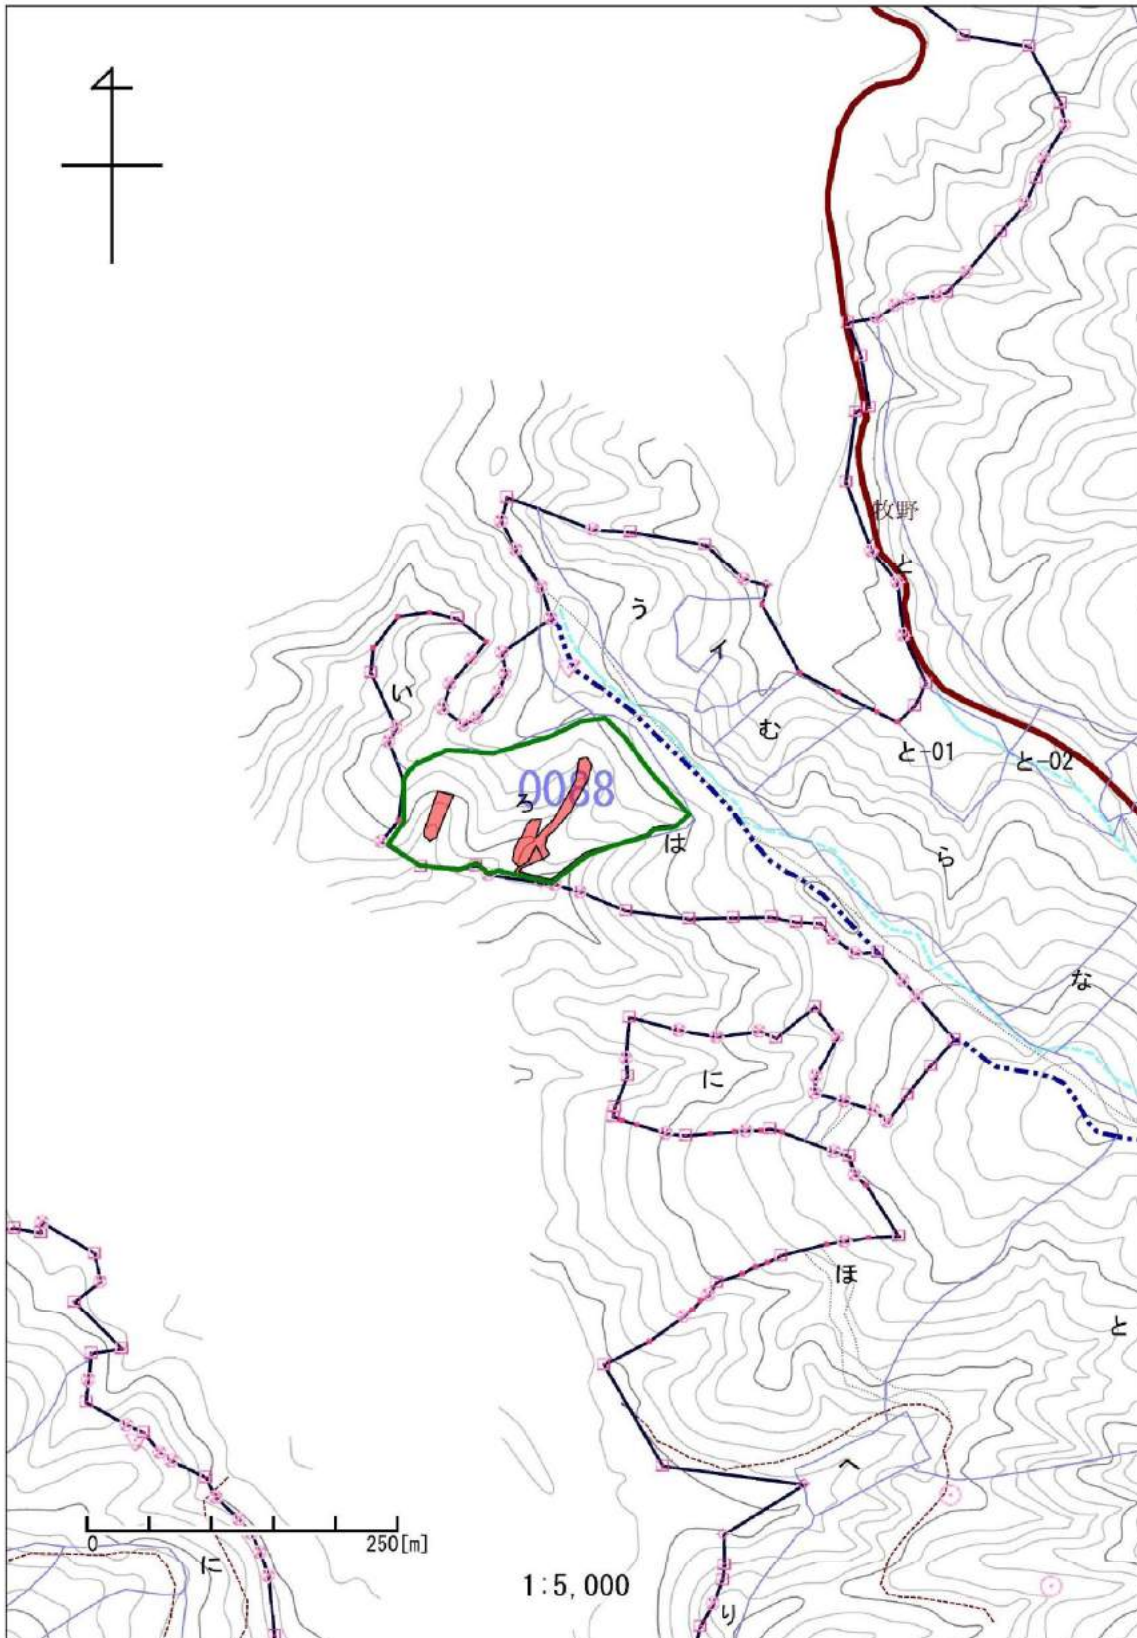 牧野
と
う
イ
い
む
と-01
と-02
0088
ろ
は
ら
な
に
ほ
と
へ
0
250[m]
に
1:5,000
り